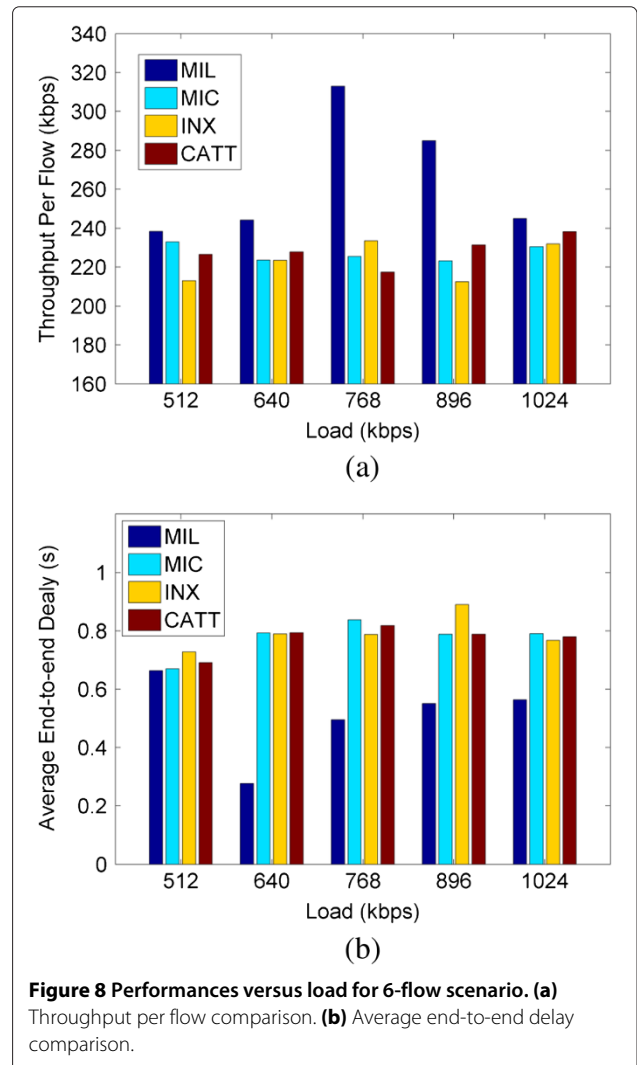 340
320
300
280
260
240
220
200
180
160
Throughput Per Flow (kbps)
MIL
MIC
INX
CATT
512 640 768 896 1024
Load (kbps)
(a)
1
0.8
0.6
0.4
0.2
0
Average End-to-end Dealy (s)
MIL
MIC
INX
CATT
512 640 768 896 1024
Load (kbps)
(b)
Figure 8 Performances versus load for 6-flow scenario. (a)
Throughput per flow comparison. (b) Average end-to-end delay
comparison.